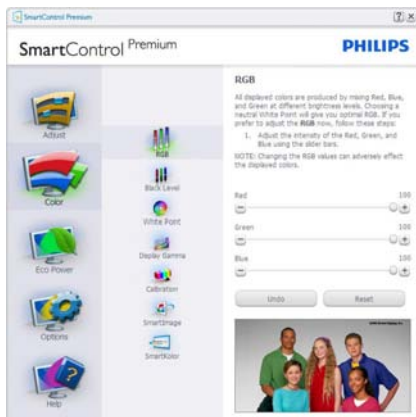 SmartControl Premium
SmartControl Premium
PHILIPS
Adjust
Color
Eco Power
Options
Help
RGB
Black Level
White Point
Display Gamma
Calibration
SmartImage
SmartKolor
RGB
All displayed colors are produced by mixing Red, Blue,
and Green at different brightness levels. Choosing a
neutral White Point will give you optimal RGB. If you
prefer to adjust the RGB now, follow these steps:
1. Adjust the intensity of the Red, Green, and
Blue using the slider bars.
NOTE: Changing the RGB values can adversely effect
the displayed colors.
Red 100
Green 100
Blue 100
Undo Reset